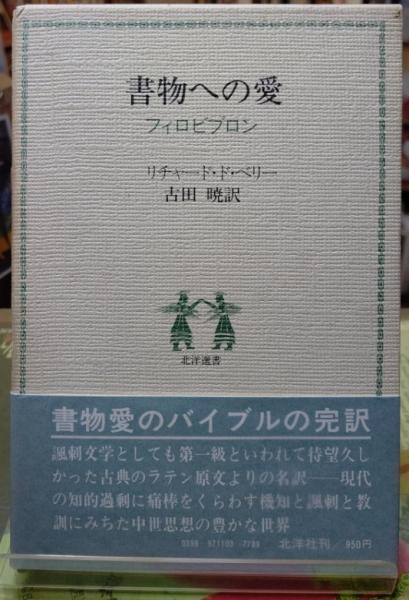 書物への愛
フィロビブロン
リチャード・ド・ベリー
古田 暁訳
北洋選書
書物愛のバイブルの完訳
諷刺文学としても第一級といわれて待望久し
かった古典のラテン原文よりの名訳——現代
の知的過剰に痛棒をくらわす機知と諷刺と教
訓にみちた中世思想の豊かな世界
0398-971103-7799 北洋社刊／950円